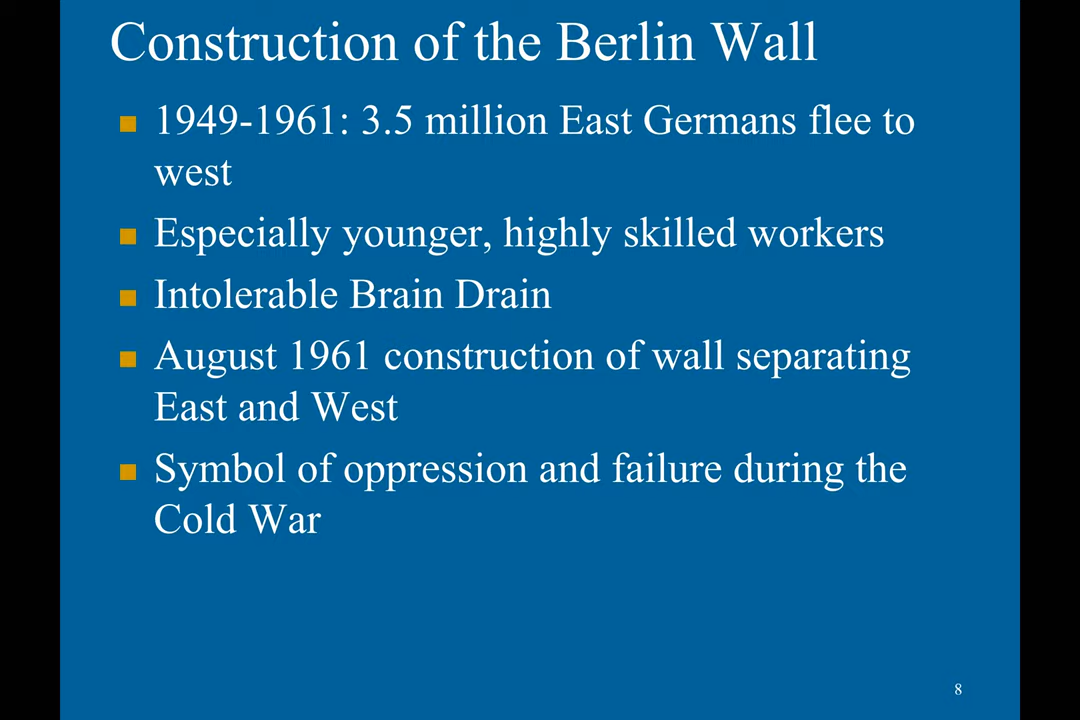 Construction of the Berlin Wall
1949-1961: 3.5 million East Germans flee to
west
Especially younger, highly skilled workers
Intolerable Brain Drain
August 1961 construction of wall separating
East and West
Symbol of oppression and failure during the
Cold War
8